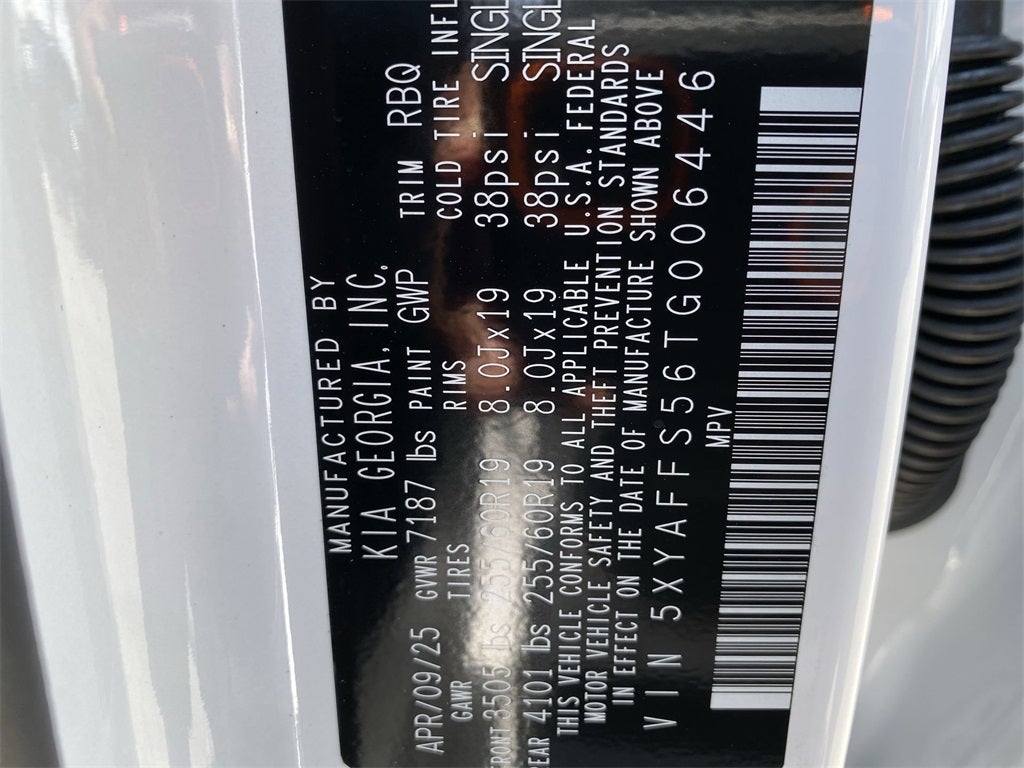 MANUFACTURED BY
KIA GEORGIA, INC.
APR/09/25 GVWR 7187 lbs PAINT GWP TRIM RBQ
GAWR TIRES RIMS COLD TIRE INFL
FRONT 3505 lbs 255/60R19 8.0Jx19 38psi SINGL
REAR 4101 lbs 255/60R19 8.0Jx19 38psi SINGL
THIS VEHICLE CONFORMS TO ALL APPLICABLE U.S.A. FEDERAL
MOTOR VEHICLE SAFETY AND THEFT PREVENTION STANDARDS
IN EFFECT ON THE DATE OF MANUFACTURE SHOWN ABOVE
VIN 5XYAFFS56TG006446
MPV